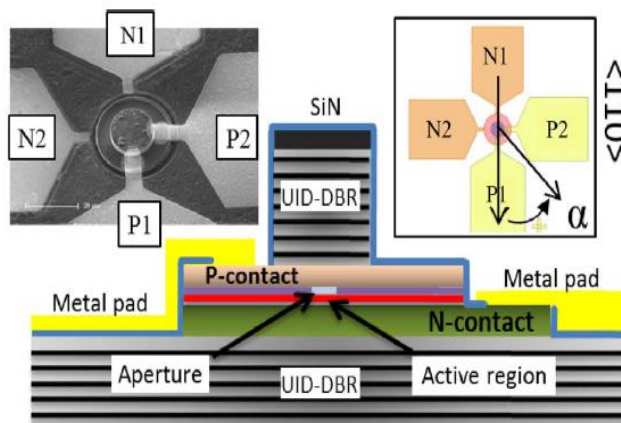 N1
N2
P2
P1
SiN
N1
N2
P2
P1
α
<110>
UID-DBR
P-contact
Metal pad
Metal pad
N-contact
Aperture
UID-DBR
Active region